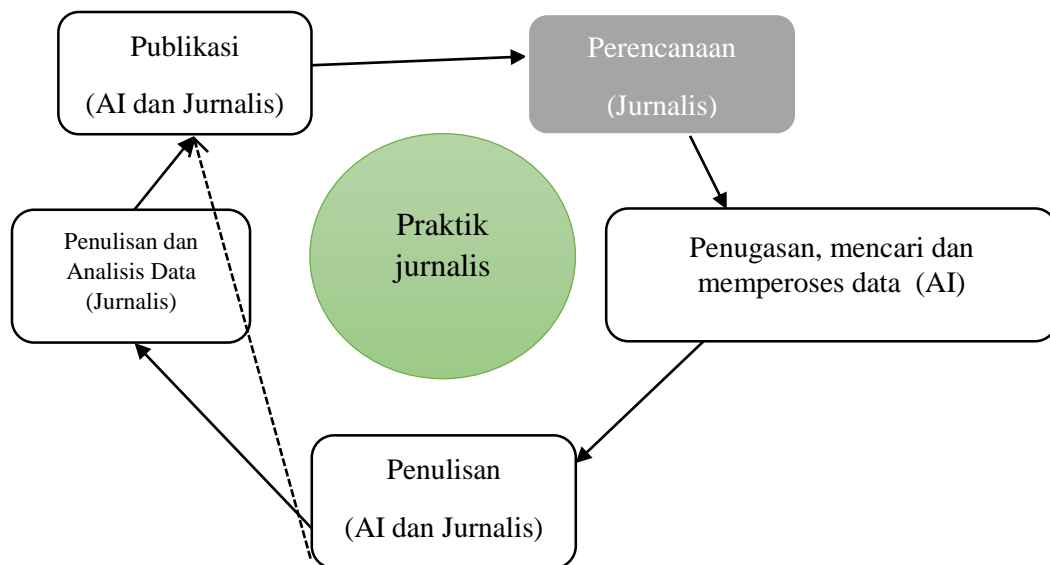 Publikasi
(AI dan Jurnalis)
Perencanaan
(Jurnalis)
Penugasan, mencari dan
memperoses data (AI)
Penulisan
(AI dan Jurnalis)
Penulisan dan
Analisis Data
(Jurnalis)
Praktik
jurnalis